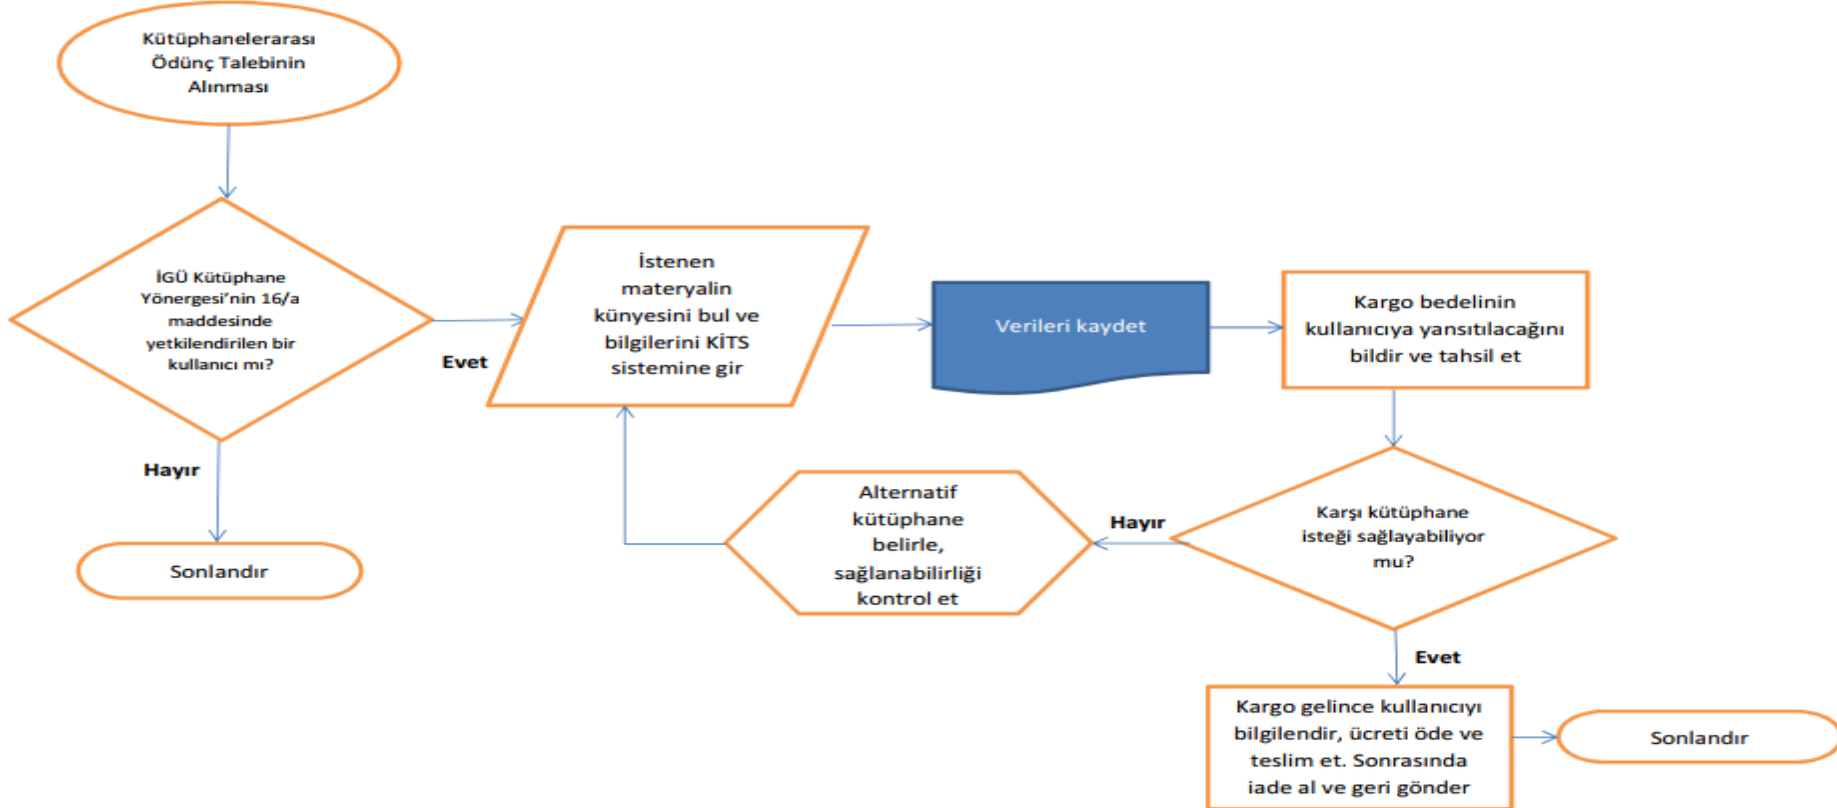 Kütüphanelerarası
Ödünç Talebinin
Alınması
İGÜ Kütüphane
Yönergesi'nin 16/a
maddesinde
yetkilendirilen bir
kullanıcı mı?
Evet
Hayır
Sonlandır
İstenen
materyalin
künyesini bul ve
bilgilerini KİTS
sistemine gir
Verileri kaydet
Kargo bedelinin
kullanıcıya yansıtılacağını
bildir ve tahsil et
Karşı kütüphane
isteği sağlayabiliyor
mu?
Hayır
Alternatif
kütüphane
belirle,
sağlanabilirliği
kontrol et
Evet
Kargo gelince kullanıcıyı
bilgilendir, ücreti öde ve
teslim et. Sonrasında
iade al ve geri gönder
Sonlandır